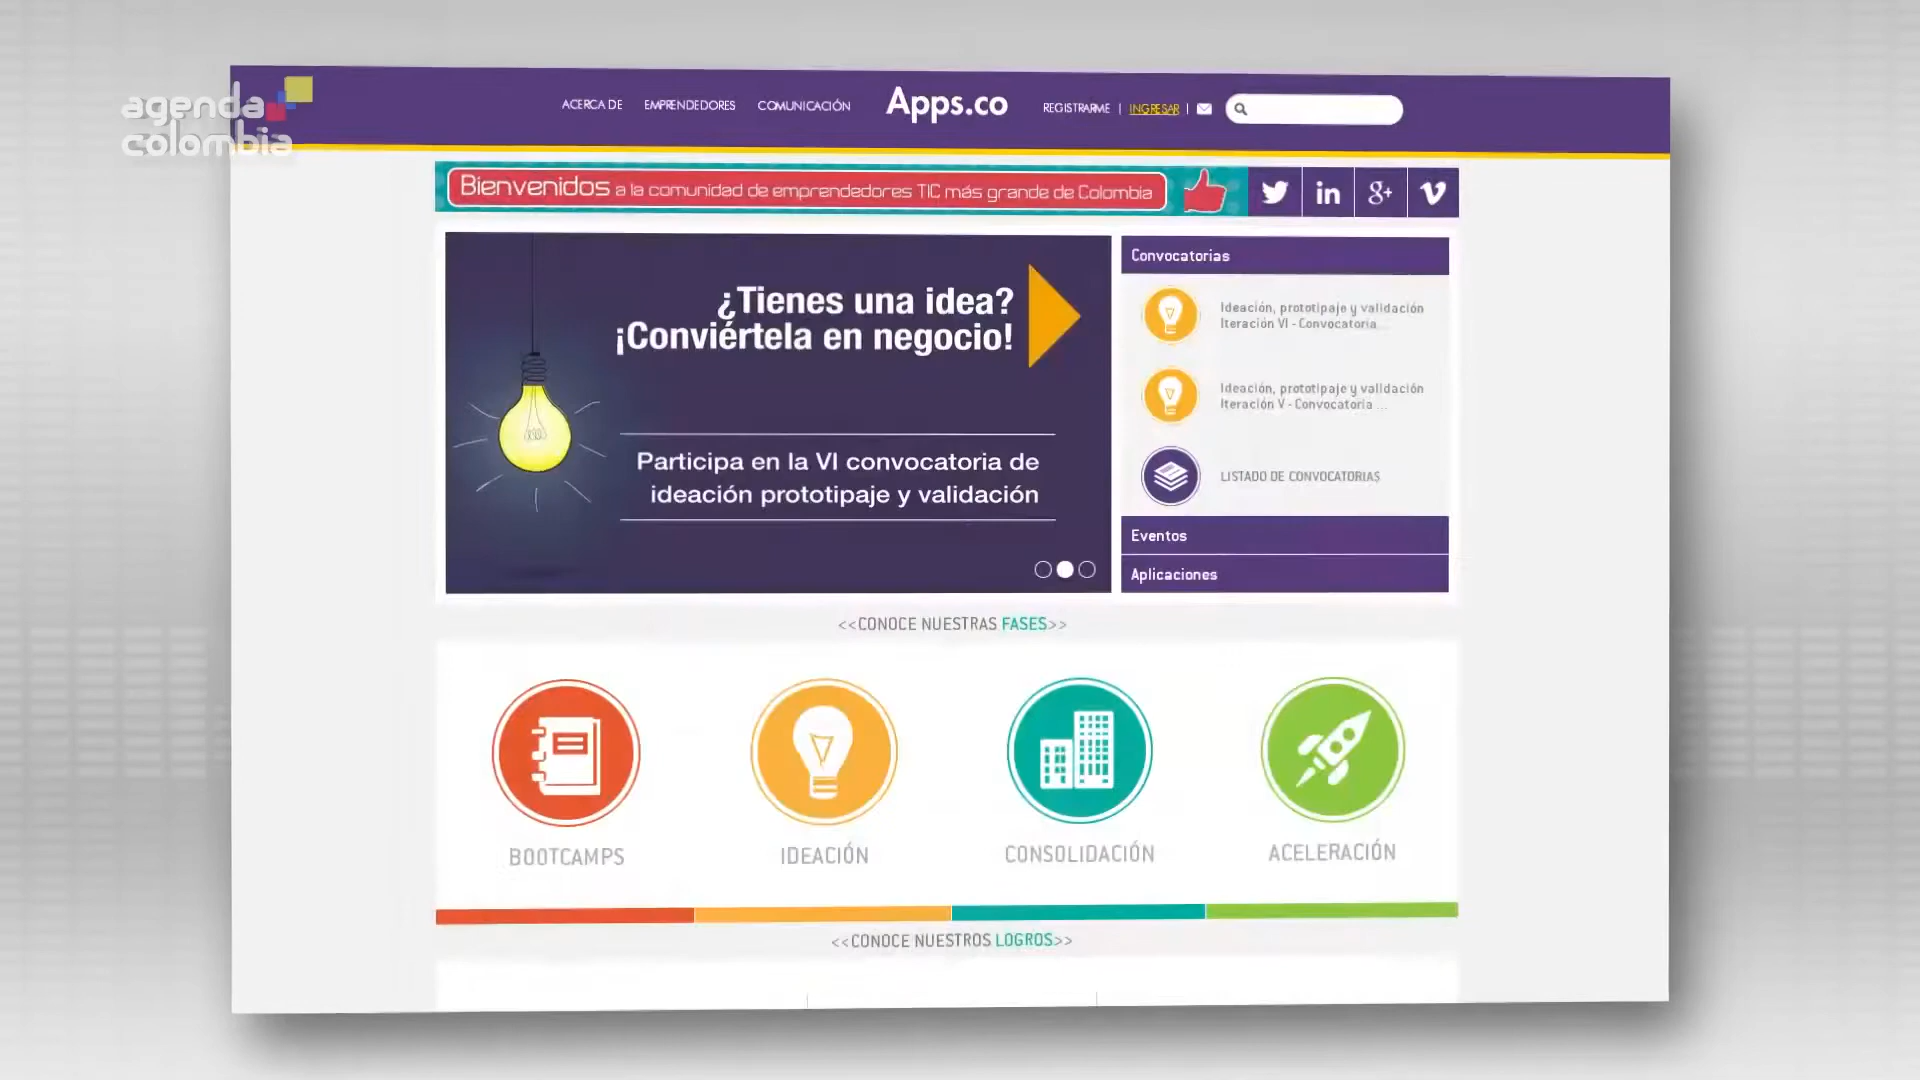 agenda
colombia
ACERCA DE EMPRENDEDORES COMUNICACIÓN Apps.co REGISTRARME | INGRESAR |
Bienvenidos a la comunidad de emprendedores TIC más grande de Colombia
in g+
¿Tienes una idea?
¡Conviértela en negocio!
Participa en la VI convocatoria de
ideación prototipaje y validación
Convocatorias
Ideación, prototipaje y validación
Iteración VI - Convocatoria...
Ideación, prototipaje y validación
Iteración V - Convocatoria ...
LISTADO DE CONVOCATORIAS
Eventos
Aplicaciones
<<CONOCE NUESTRAS FASES>>
BOOTCAMPS IDEACIÓN CONSOLIDACIÓN ACELERACIÓN
<<CONOCE NUESTROS LOGROS>>